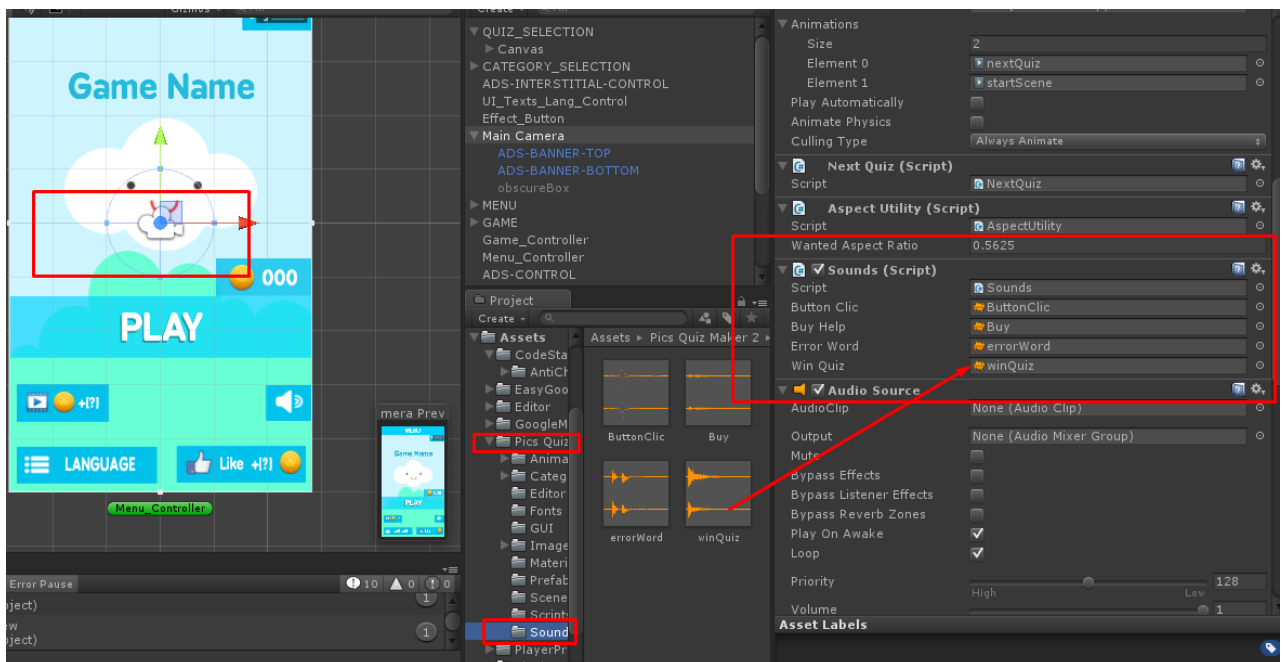 Game Name
000
PLAY
+[?]
LANGUAGE
Like +[?]
Menu_Controller
mera Prev
MENU
Game Name
PLAY
Error Pause
10
0
0
ject)
1
ew
ject)
1
QUIZ_SELECTION
Canvas
CATEGORY_SELECTION
ADS-INTERSTITIAL-CONTROL
UI_Texts_Lang_Control
Effect_Button
Main Camera
ADS-BANNER-TOP
ADS-BANNER-BOTTOM
obscureBox
MENU
GAME
Game_Controller
Menu_Controller
ADS-CONTROL
Project
Create
Assets
CodeSta
AntiCh
EasyGoo
Editor
GoogleM
Pics Quiz
Anima
Categ
Editor
Fonts
GUI
Image
Materi
Prefab
Scene
Script
Sound
PlayerPr
Assets ▸ Pics Quiz Maker 2 ▸
ButtonClic
Buy
errorWord
winQuiz
Animations
Size 2
Element 0 nextQuiz
Element 1 startScene
Play Automatically
Animate Physics
Culling Type Always Animate
Next Quiz (Script)
Script NextQuiz
Aspect Utility (Script)
Script AspectUtility
Wanted Aspect Ratio 0.5625
Sounds (Script)
Script Sounds
Button Clic ButtonClic
Buy Help Buy
Error Word errorWord
Win Quiz winQuiz
Audio Source
AudioClip None (Audio Clip)
Output None (Audio Mixer Group)
Mute
Bypass Effects
Bypass Listener Effects
Bypass Reverb Zones
Play On Awake
Loop
Priority 128
High Low
Volume 1
Asset Labels